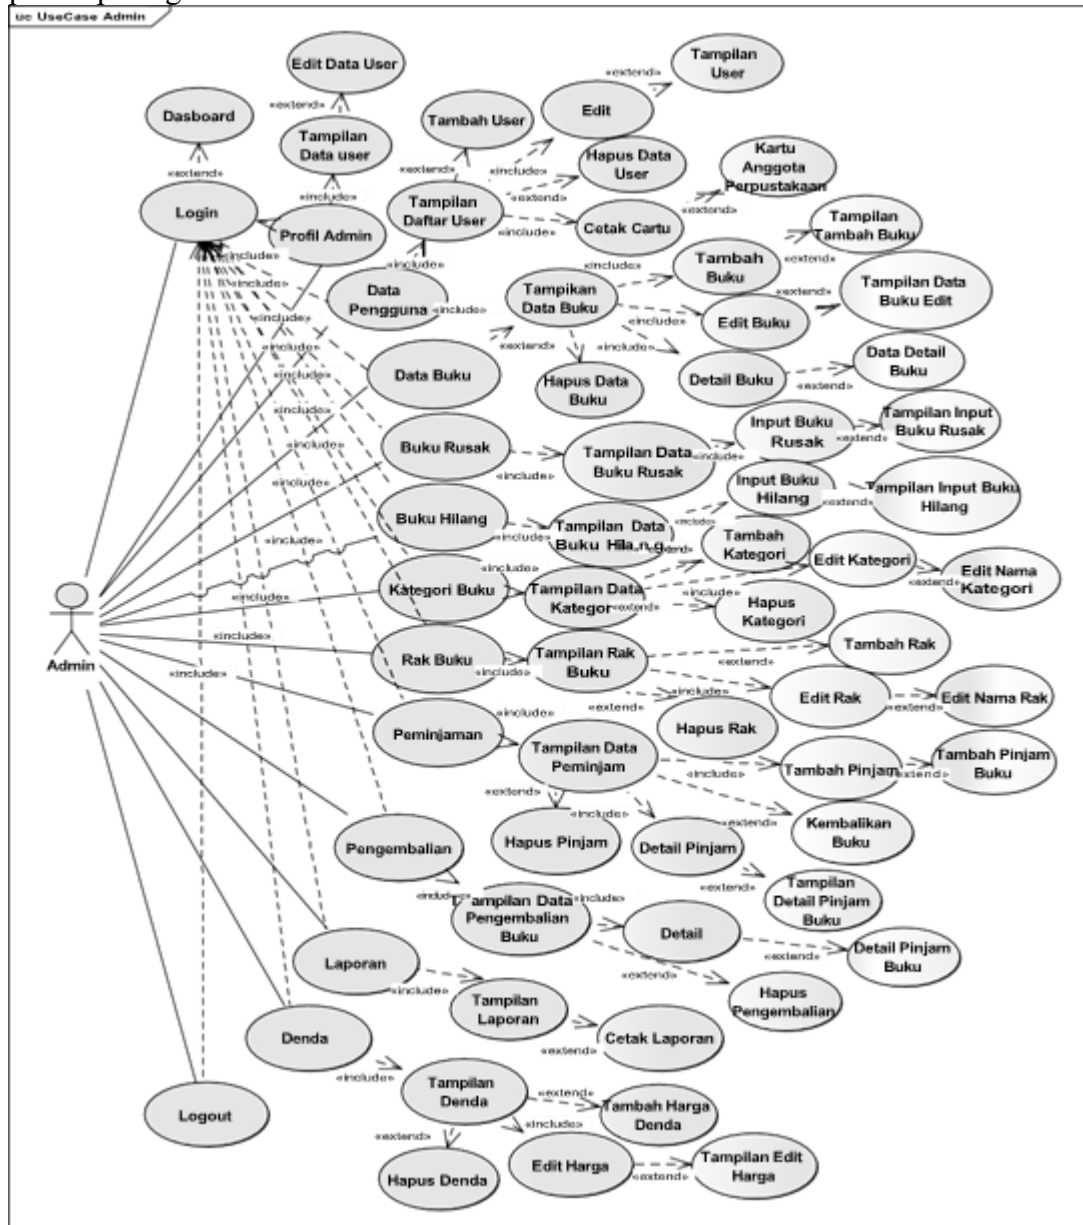 uc UseCase Admin
Edit Data User
«extend»
Dasboard
«extend»
Tampilan
Data user
«include»
Login
Profil Admin
«include»
Tambah User
«extend»
Tampilan
Daftar User
«include»
Edit
«extend»
Tampilan
User
«include»
Hapus Data
User
«extend»
Cetak Cartu
«include»
«extend»
Kartu
Anggota
Perpustakaan
Data
Pengguna
«include»
«include»
Tampikan
Data Buku
«extend»
«include»
Tambah
Buku
«extend»
Tampilan
Tambah Buku
Edit Buku
«include»
«extend»
Tampilan Data
Buku Edit
Detail Buku
«include»
«extend»
Data Detail
Buku
Hapus Data
Buku
Data Buku
«include»
Buku Rusak
«include»
«include»
Tampilan Data
Buku Rusak
«include»
Input Buku
Rusak
«extend»
Tampilan Input
Buku Rusak
Buku Hilang
«include»
«include»
Tampilan Data
Buku Hilang
«include»
Input Buku
Hilang
«extend»
Tampilan Input Buku
Hilang
Kategori Buku
«include»
«include»
Tampilan Data
Kategor
«extend»
Tambah
Kategori
Edit Kategori
«extend»
Edit Nama
Kategori
«extend»
Hapus
Kategori
Rak Buku
«include»
«include»
Tampilan Rak
Buku
«extend»
Tambah Rak
«include»
Edit Rak
«extend»
Edit Nama Rak
«extend»
Hapus Rak
Admin
«include»
«include»
Peminjaman
«include»
Tampilan Data
Peminjam
«include»
Tambah Pinjam
«extend»
Tambah Pinjam
Buku
«extend»
Kembalikan
Buku
«extend»
Hapus Pinjam
«include»
Detail Pinjam
«extend»
Tampilan
Detail Pinjam
Buku
Pengembalian
«include»
Tampilan Data
Pengembalian
Buku
«include»
Detail
«extend»
Detail Pinjam
Buku
«extend»
Hapus
Pengembalian
Laporan
«include»
Tampilan
Laporan
«extend»
Cetak Laporan
Denda
«include»
Tampilan
Denda
«extend»
Tambah Harga
Denda
«extend»
Hapus Denda
«include»
Edit Harga
«extend»
Tampilan Edit
Harga
Logout